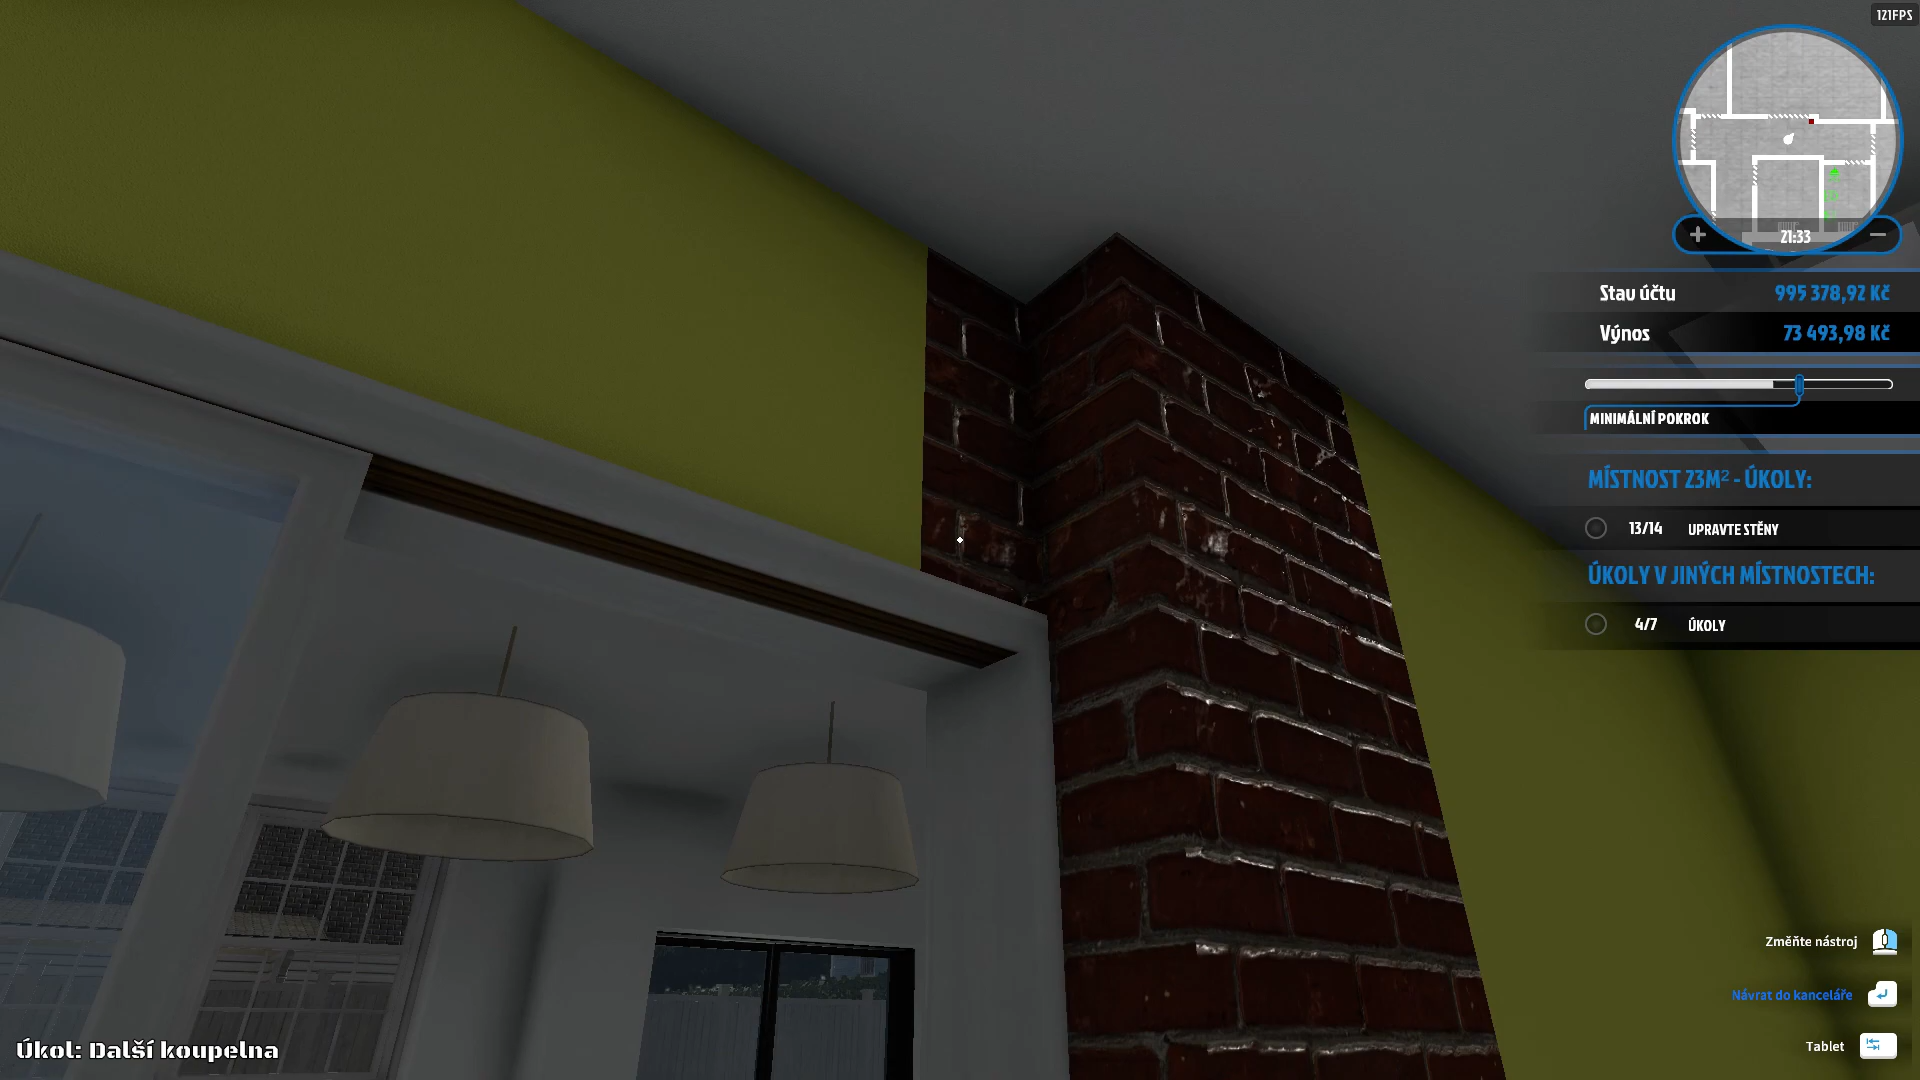 121FPS
21:33
Stav účtu 995 378,92 Kč
Výnos 73 493,98 Kč
MINIMÁLNÍ POKROK
MÍSTNOST 23M² - ÚKOLY:
13/14 UPRAVTE STĚNY
ÚKOLY V JINÝCH MÍSTNOSTECH:
4/7 ÚKOLY
Změňte nástroj
Návrat do kanceláře
Tablet
Úkol: Další koupelna